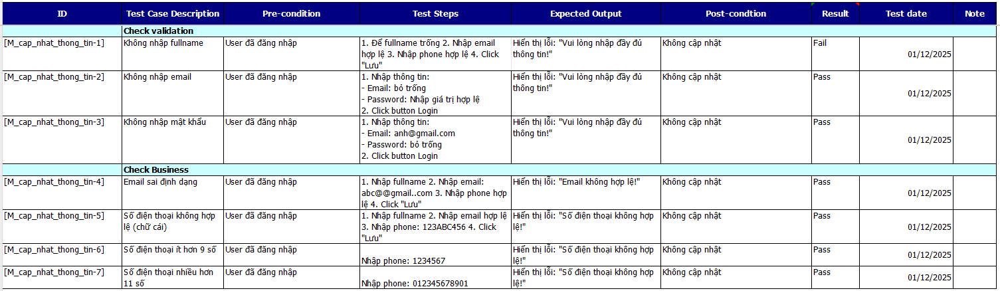 ID Test Case Description Pre-condition Test Steps Expected Output Post-condtion Result Test date Note
Check validation
[M_cap_nhat_thong_tin-1] Không nhập fullname User đã đăng nhập 1. Để fullname trống 2. Nhập email Hiển thị lỗi: "Vui lòng nhập đầy đủ Không cập nhật Fail
hợp lệ 3. Nhập phone hợp lệ 4. Click thông tin!" 01/12/2025
"Lưu"
[M_cap_nhat_thong_tin-2] Không nhập email User đã đăng nhập 1. Nhập thông tin: Hiển thị lỗi: "Vui lòng nhập đầy đủ Không cập nhật Pass
- Email: bỏ trống thông tin!"
- Password: Nhập giá trị hợp lệ 01/12/2025
2. Click button Login
[M_cap_nhat_thong_tin-3] Không nhập mật khẩu User đã đăng nhập 1. Nhập thông tin: Hiển thị lỗi: "Vui lòng nhập đầy đủ Không cập nhật Pass
- Email: anh@gmail.com thông tin!"
- Password: bỏ trống 01/12/2025
2. Click button Login
Check Business
[M_cap_nhat_thong_tin-4] Email sai định dạng User đã đăng nhập 1. Nhập fullname 2. Nhập email: Hiển thị lỗi: "Email không hợp lệ!" Không cập nhật Pass
abc@@gmail..com 3. Nhập phone hợp 01/12/2025
lệ 4. Click "Lưu"
[M_cap_nhat_thong_tin-5] Số điện thoại không hợp User đã đăng nhập 1. Nhập fullname 2. Nhập email hợp lệ Hiển thị lỗi: "Số điện thoại không hợp Không cập nhật Pass
lệ (chữ cái) 3. Nhập phone: 123ABC456 4. Click lệ!" 01/12/2025
"Lưu"
[M_cap_nhat_thong_tin-6] Số điện thoại ít hơn 9 số User đã đăng nhập Hiển thị lỗi: "Số điện thoại không hợp Không cập nhật Pass 01/12/2025
Nhập phone: 1234567 lệ!"
[M_cap_nhat_thong_tin-7] Số điện thoại nhiều hơn User đã đăng nhập Hiển thị lỗi: "Số điện thoại không hợp Không cập nhật Pass 01/12/2025
11 số Nhập phone: 012345678901 lệ!"